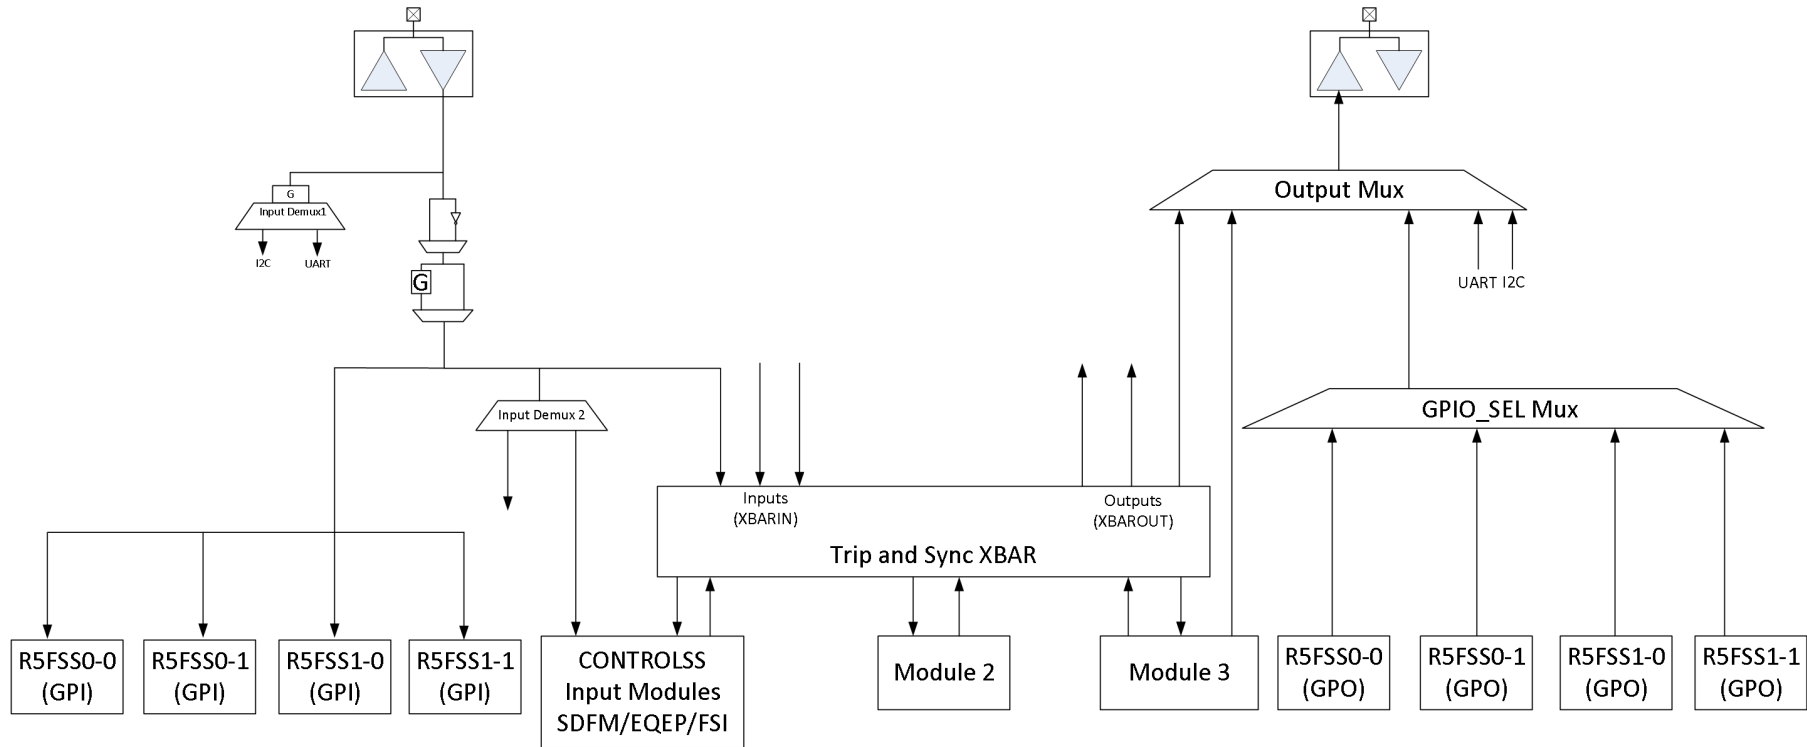 G
Input Demux1
I2C
UART
G
Output Mux
UART I2C
GPIO_SEL Mux
Input Demux 2
Inputs
(XBARIN)
Outputs
(XBAROUT)
Trip and Sync XBAR
R5FSS0-0
(GPI)
R5FSS0-1
(GPI)
R5FSS1-0
(GPI)
R5FSS1-1
(GPI)
CONTROLSS
Input Modules
SDFM/EQEP/FSI
Module 2
Module 3
R5FSS0-0
(GPO)
R5FSS0-1
(GPO)
R5FSS1-0
(GPO)
R5FSS1-1
(GPO)